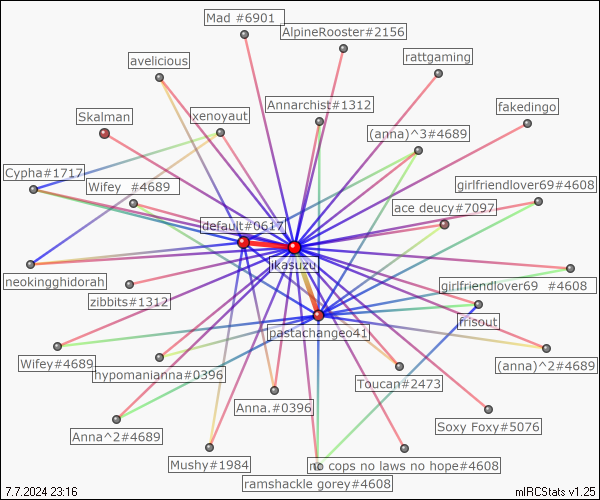 Mad #6901
AlpineRooster#2156
avelicious
rattgaming
Annarchist#1312
fakedingo
Skalman
xenoyaut
(anna)^3#4689
Cypha#1717
Wifey  #4689
girlfriendlover69#4608
ace deucy#7097
default#0617
ikasuzu
neokingghidorah
girlfriendlover69  #4608
zibbits#1312
frisout
pastachangeo41
Wifey#4689
(anna)^2#4689
hypomanianna#0396
Toucan#2473
Anna.#0396
Soxy Foxy#5076
Anna^2#4689
Mushy#1984
no cops no laws no hope#4608
ramshackle gorey#4608
7.7.2024 23:16
mIRCStats v1.25